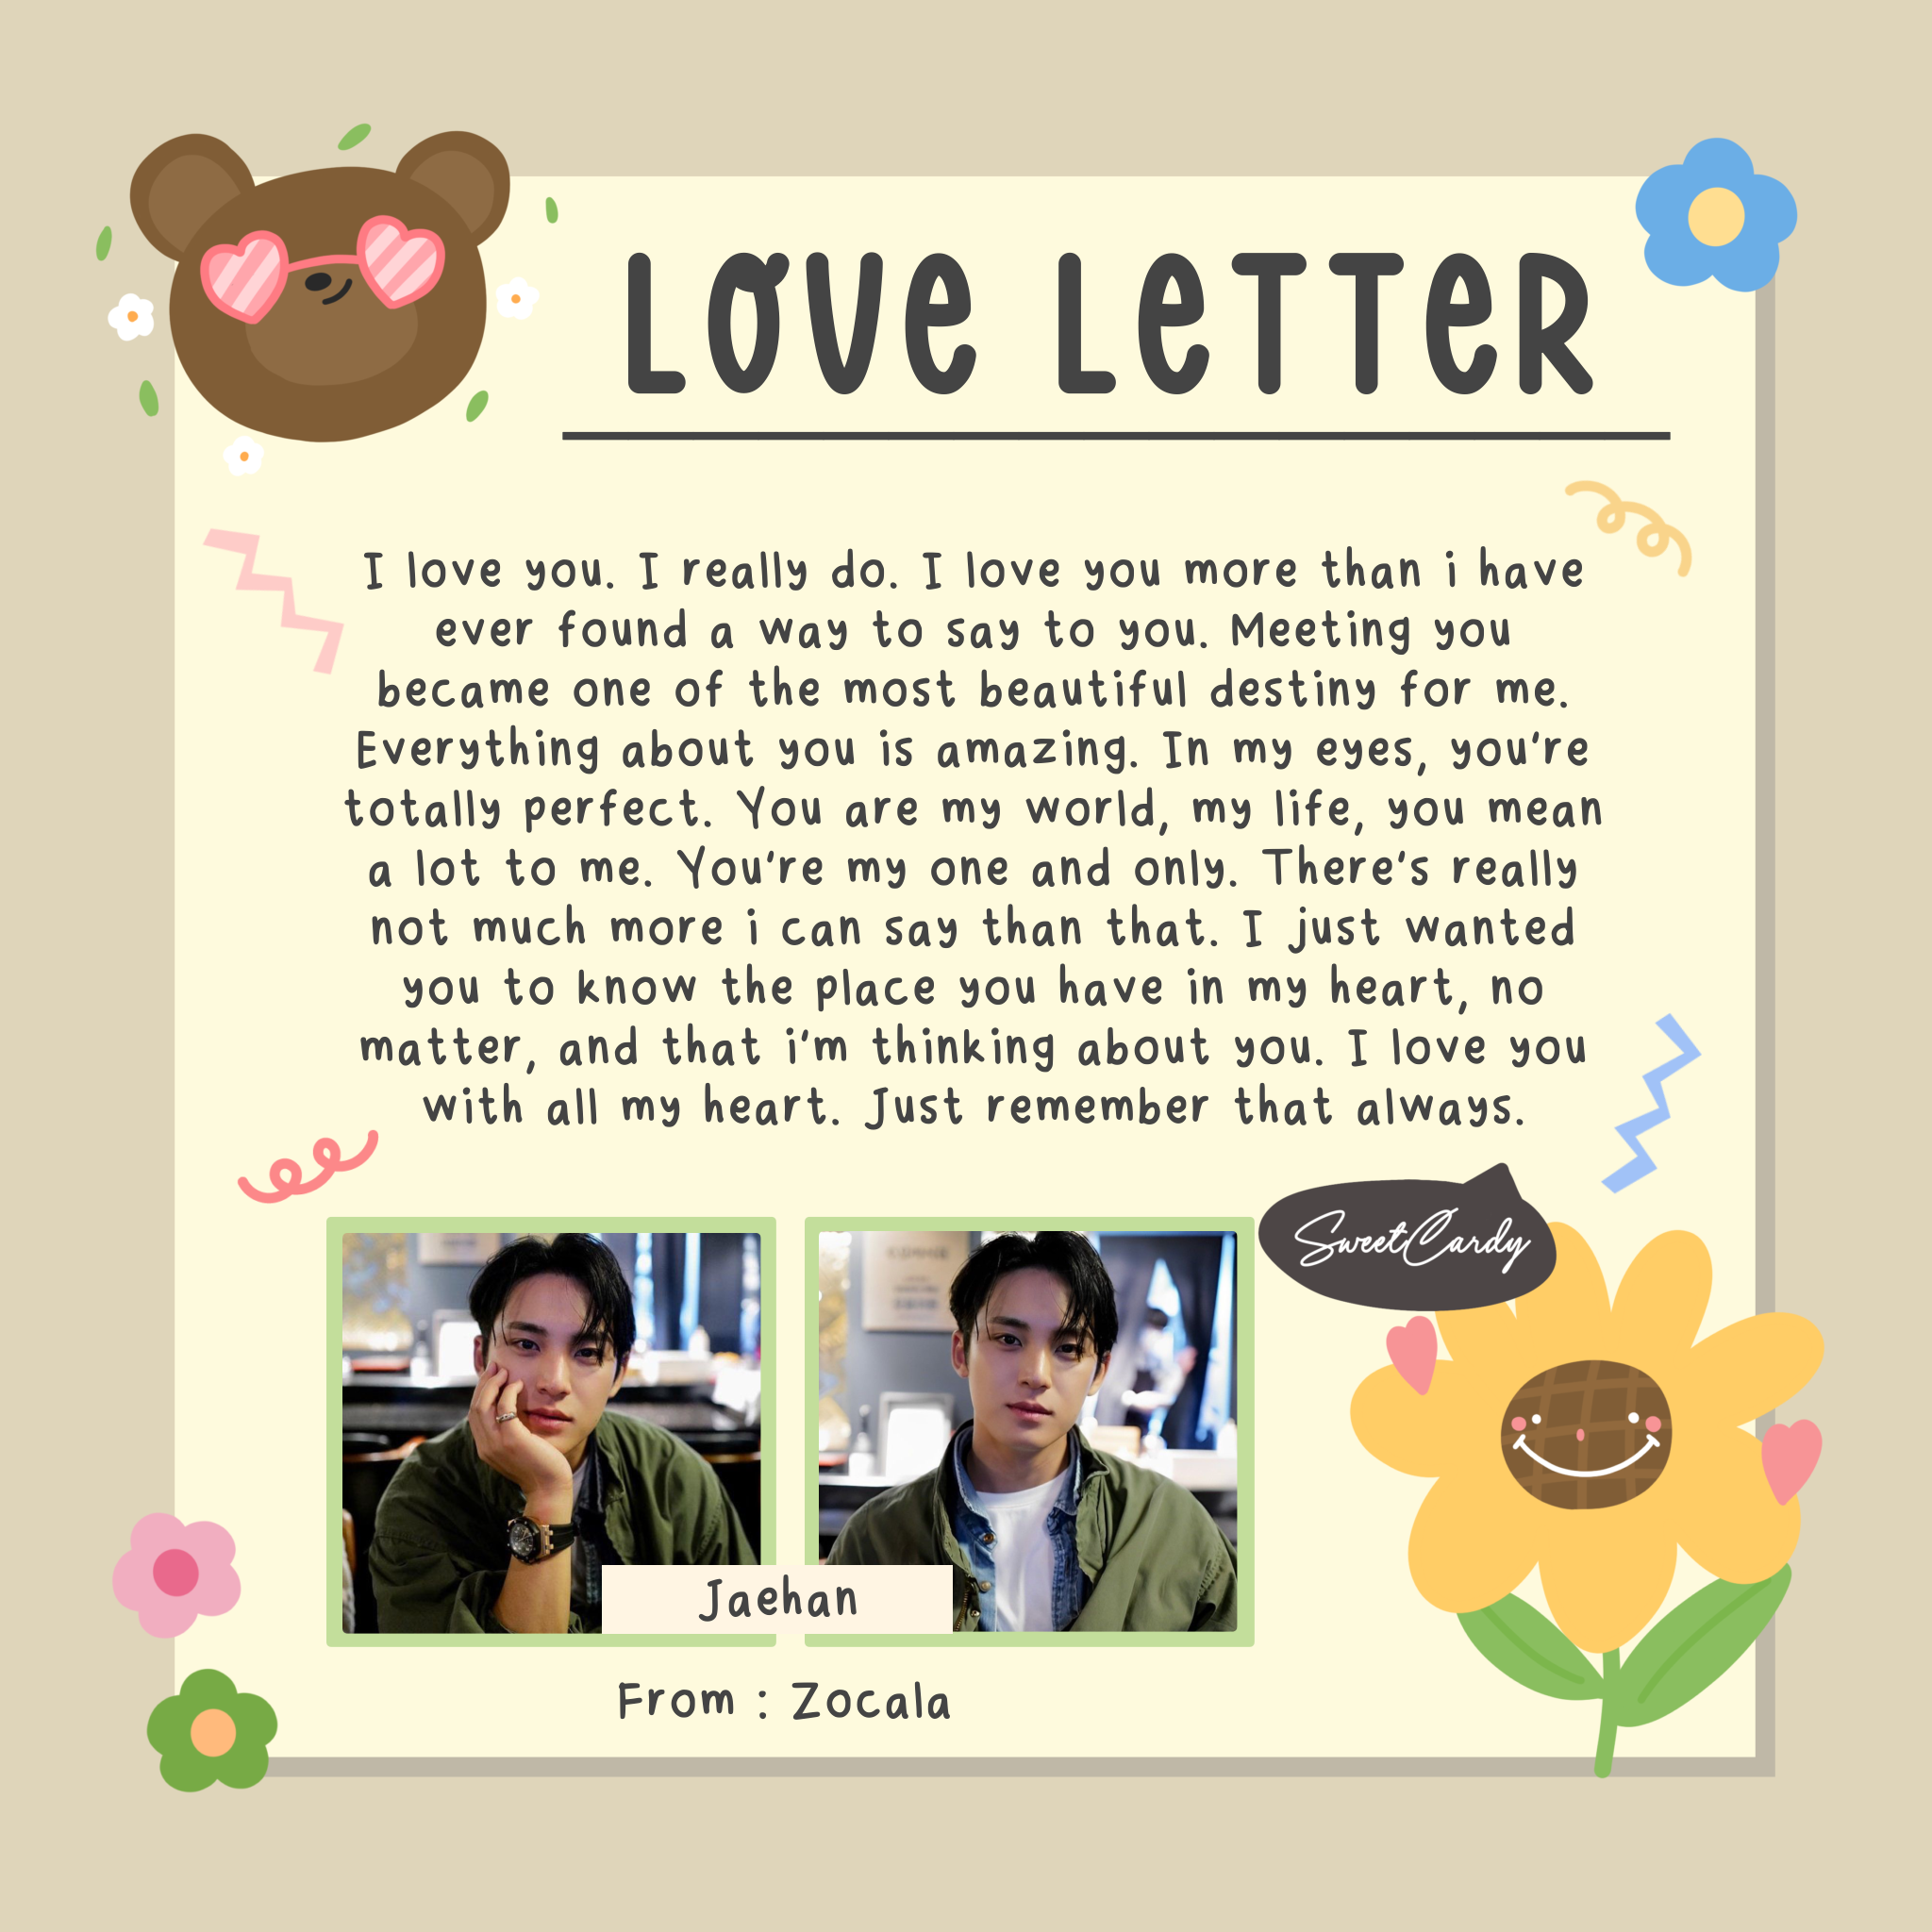 LOVE LETTER
I love you. I really do. I love you more than i have
ever found a way to say to you. Meeting you
became one of the most beautiful destiny for me.
Everything about you is amazing. In my eyes, you're
totally perfect. You are my world, my life, you mean
a lot to me. You're my one and only. There's really
not much more i can say than that. I just wanted
you to know the place you have in my heart, no
matter, and that i'm thinking about you. I love you
with all my heart. Just remember that always.
SweetCardy
Jaehan
From : Zocala